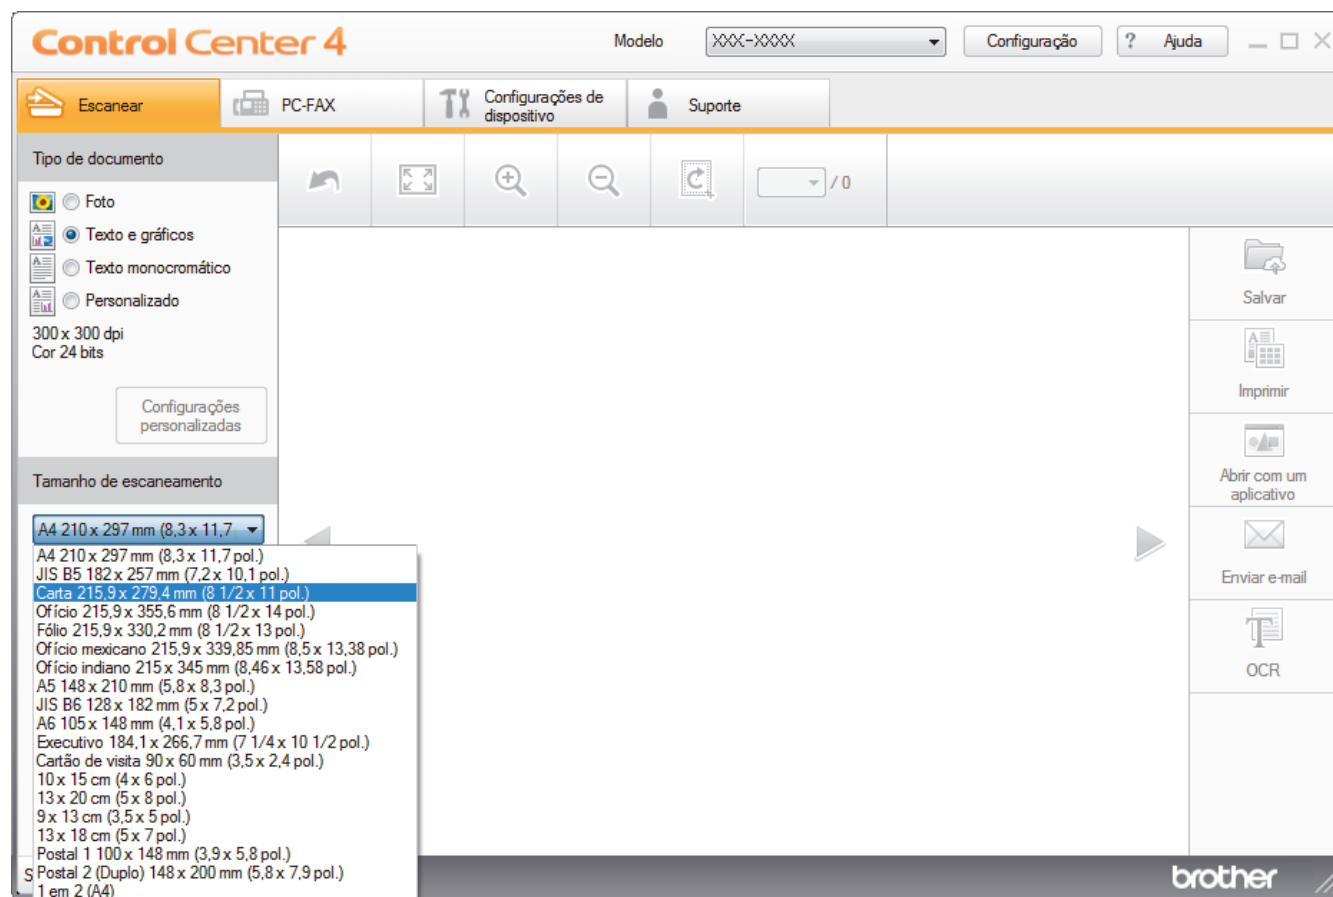 Control Center 4
Modelo
XXX-XXXX
Configuração
? Ajuda
Escanear
PC-FAX
Configurações de
dispositivo
Suporte
Tipo de documento
Foto
Texto e gráficos
Texto monocromático
Personalizado
300 x 300 dpi
Cor 24 bits
Configurações
personalizadas
/ 0
Tamanho de escaneamento
A4 210 x 297 mm (8,3 x 11,7
A4 210 x 297 mm (8,3 x 11,7 pol.)
JIS B5 182 x 257 mm (7,2 x 10,1 pol.)
Carta 215,9 x 279,4 mm (8 1/2 x 11 pol.)
Ofício 215,9 x 355,6 mm (8 1/2 x 14 pol.)
Fólio 215,9 x 330,2 mm (8 1/2 x 13 pol.)
Ofício mexicano 215,9 x 339,85 mm (8,5 x 13,38 pol.)
Ofício indiano 215 x 345 mm (8,46 x 13,58 pol.)
A5 148 x 210 mm (5,8 x 8,3 pol.)
JIS B6 128 x 182 mm (5 x 7,2 pol.)
A6 105 x 148 mm (4,1 x 5,8 pol.)
Executivo 184,1 x 266,7 mm (7 1/4 x 10 1/2 pol.)
Cartão de visita 90 x 60 mm (3,5 x 2,4 pol.)
10 x 15 cm (4 x 6 pol.)
13 x 20 cm (5 x 8 pol.)
9 x 13 cm (3,5 x 5 pol.)
13 x 18 cm (5 x 7 pol.)
Postal 1 100 x 148 mm (3,9 x 5,8 pol.)
Postal 2 (Duplo) 148 x 200 mm (5,8 x 7,9 pol.)
1 em 2 (A4)
Salvar
Imprimir
Abrir com um
aplicativo
Enviar e-mail
OCR
brother